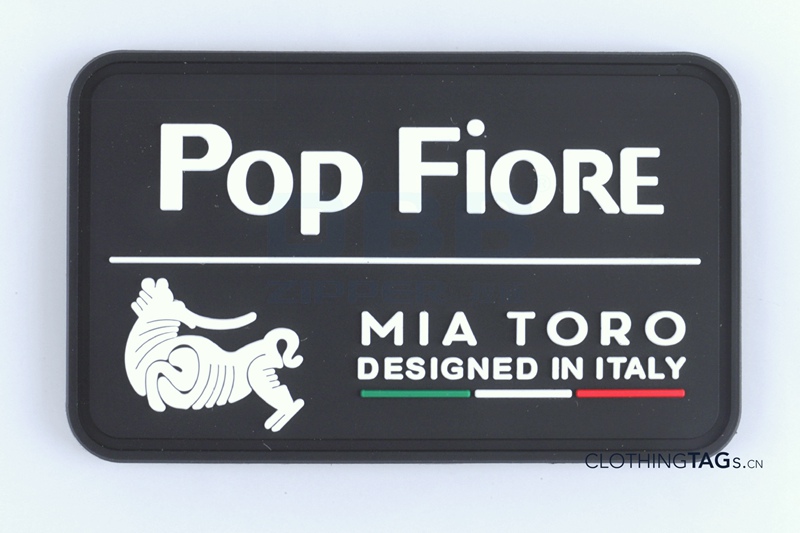 Pop FiORE
MIA TORO
DESIGNED IN ITALY
CLOTHINGTAGS.CN